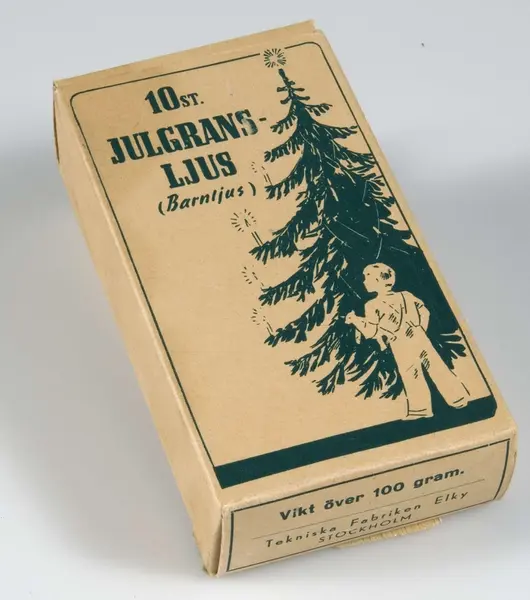 10 ST.
JULGRANS-
LJUS
(Barnljus)
Vikt över 100 gram.
Tekniska Fabriken Elky
STOCKHOLM